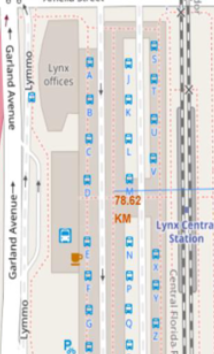 Garland Avenue
Lymmo
Lynx
offices
A
B
C
D
E
F
G
J
K
L
M
N
P
Q
S
T
U
V
X
Y
Z
78.62
KM
Lynx Central
Station
Garland Avenue
Lymmo
Central Florida
P